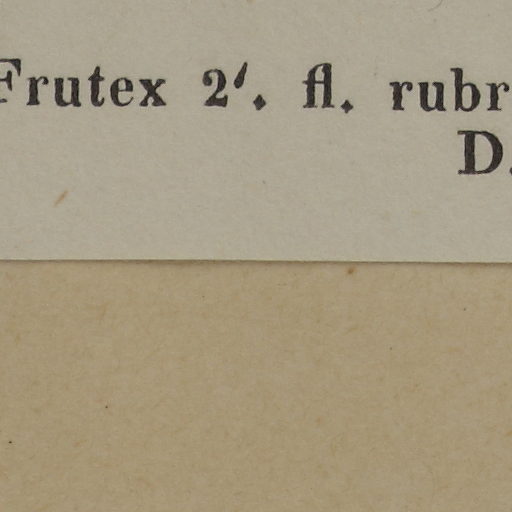 Frutex 2'. fl. rubr
D.